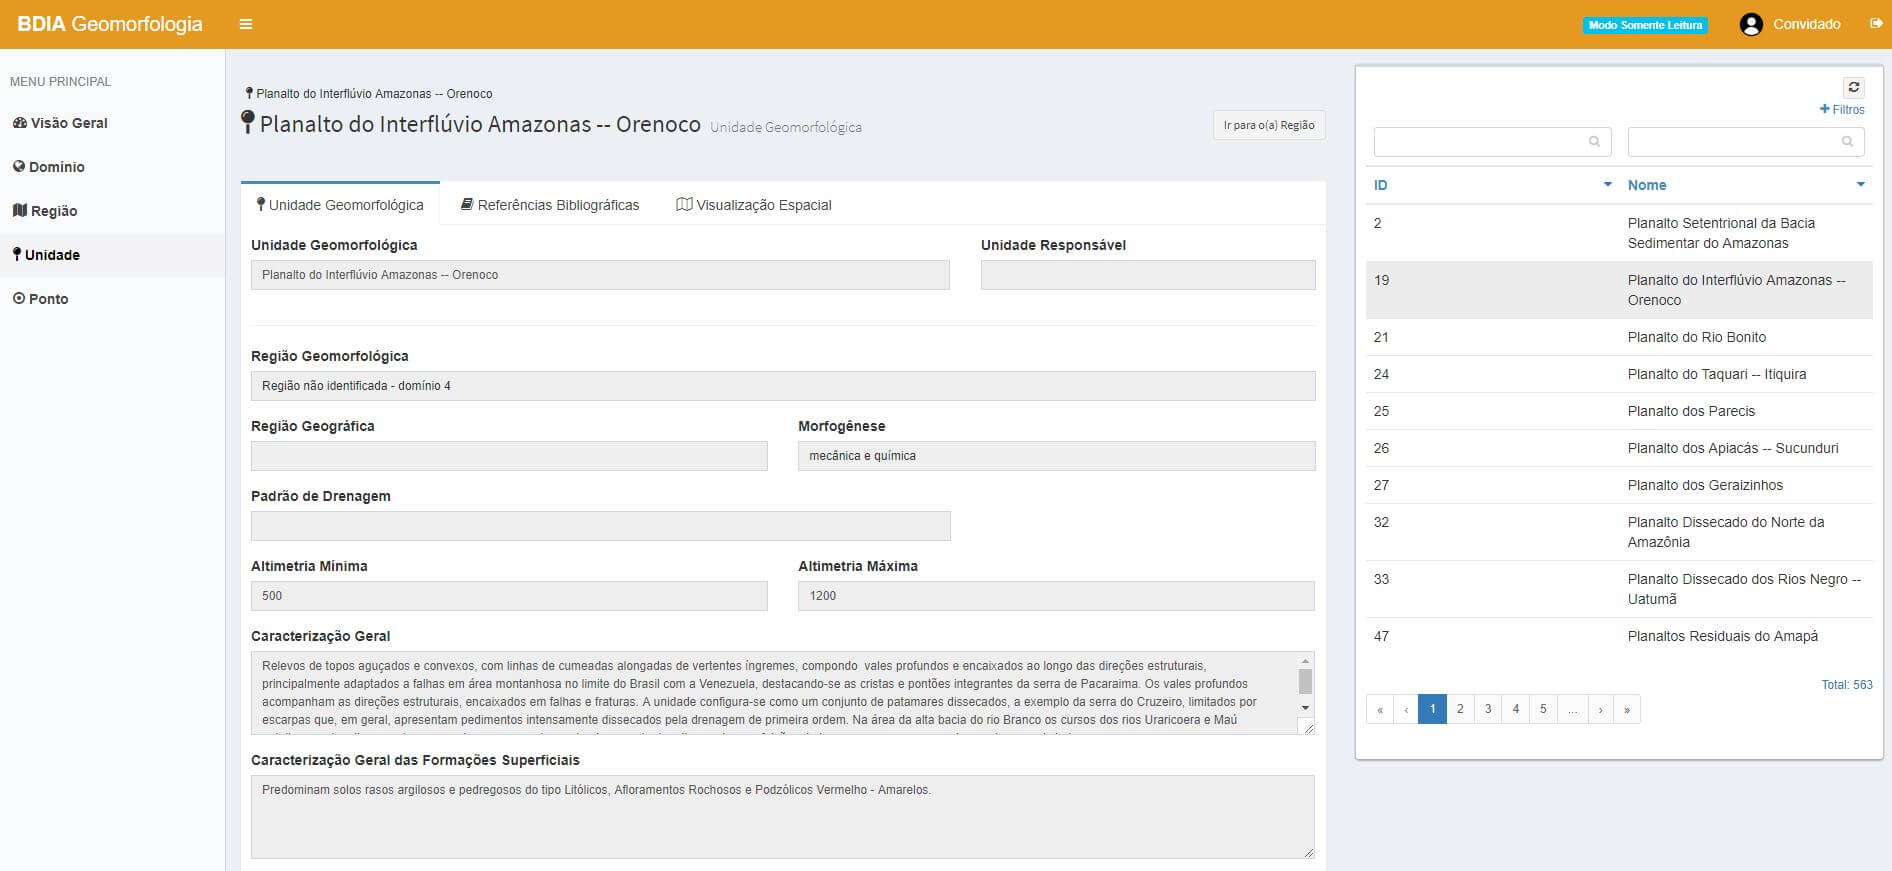 BDIA Geomorfologia
Modo Somente Leitura
Convidado
MENU PRINCIPAL
Visão Geral
Domínio
Região
Unidade
Ponto
Planalto do Interflúvio Amazonas -- Orenoco
Planalto do Interflúvio Amazonas -- Orenoco Unidade Geomorfológica
Ir para o(a) Região
Unidade Geomorfológica
Referências Bibliográficas
Visualização Espacial
Unidade Geomorfológica
Planalto do Interflúvio Amazonas -- Orenoco
Unidade Responsável
Região Geomorfológica
Região não identificada - domínio 4
Região Geográfica
Morfogênese
mecânica e química
Padrão de Drenagem
Altimetria Mínima
500
Altimetria Máxima
1200
Caracterização Geral
Relevos de topos aguçados e convexos, com linhas de cumeadas alongadas de vertentes íngremes, compondo vales profundos e encaixados ao longo das direções estruturais,
principalmente adaptados a falhas em área montanhosa no limite do Brasil com a Venezuela, destacando-se as cristas e pontões integrantes da serra de Pacaraima. Os vales profundos
acompanham as direções estruturais, encaixados em falhas e fraturas. A unidade configura-se como um conjunto de patamares dissecados, a exemplo da serra do Cruzeiro, limitados por
escarpas que, em geral, apresentam pedimentos intensamente dissecados pela drenagem de primeira ordem. Na área da alta bacia do rio Branco os cursos dos rios Uraricoera e Maú
Caracterização Geral das Formações Superficiais
Predominam solos rasos argilosos e pedregosos do tipo Litólicos, Afloramentos Rochosos e Podzólicos Vermelho - Amarelos.
Filtros
ID Nome
2 Planalto Setentrional da Bacia
Sedimentar do Amazonas
19 Planalto do Interflúvio Amazonas --
Orenoco
21 Planalto do Rio Bonito
24 Planalto do Taquari -- Itiquira
25 Planalto dos Parecis
26 Planalto dos Apiacás -- Sucunduri
27 Planalto dos Geraizinhos
32 Planalto Dissecado do Norte da
Amazônia
33 Planalto Dissecado dos Rios Negro --
Uatumã
47 Planaltos Residuais do Amapá
Total: 563
« ‹ 1 2 3 4 5 ... › »